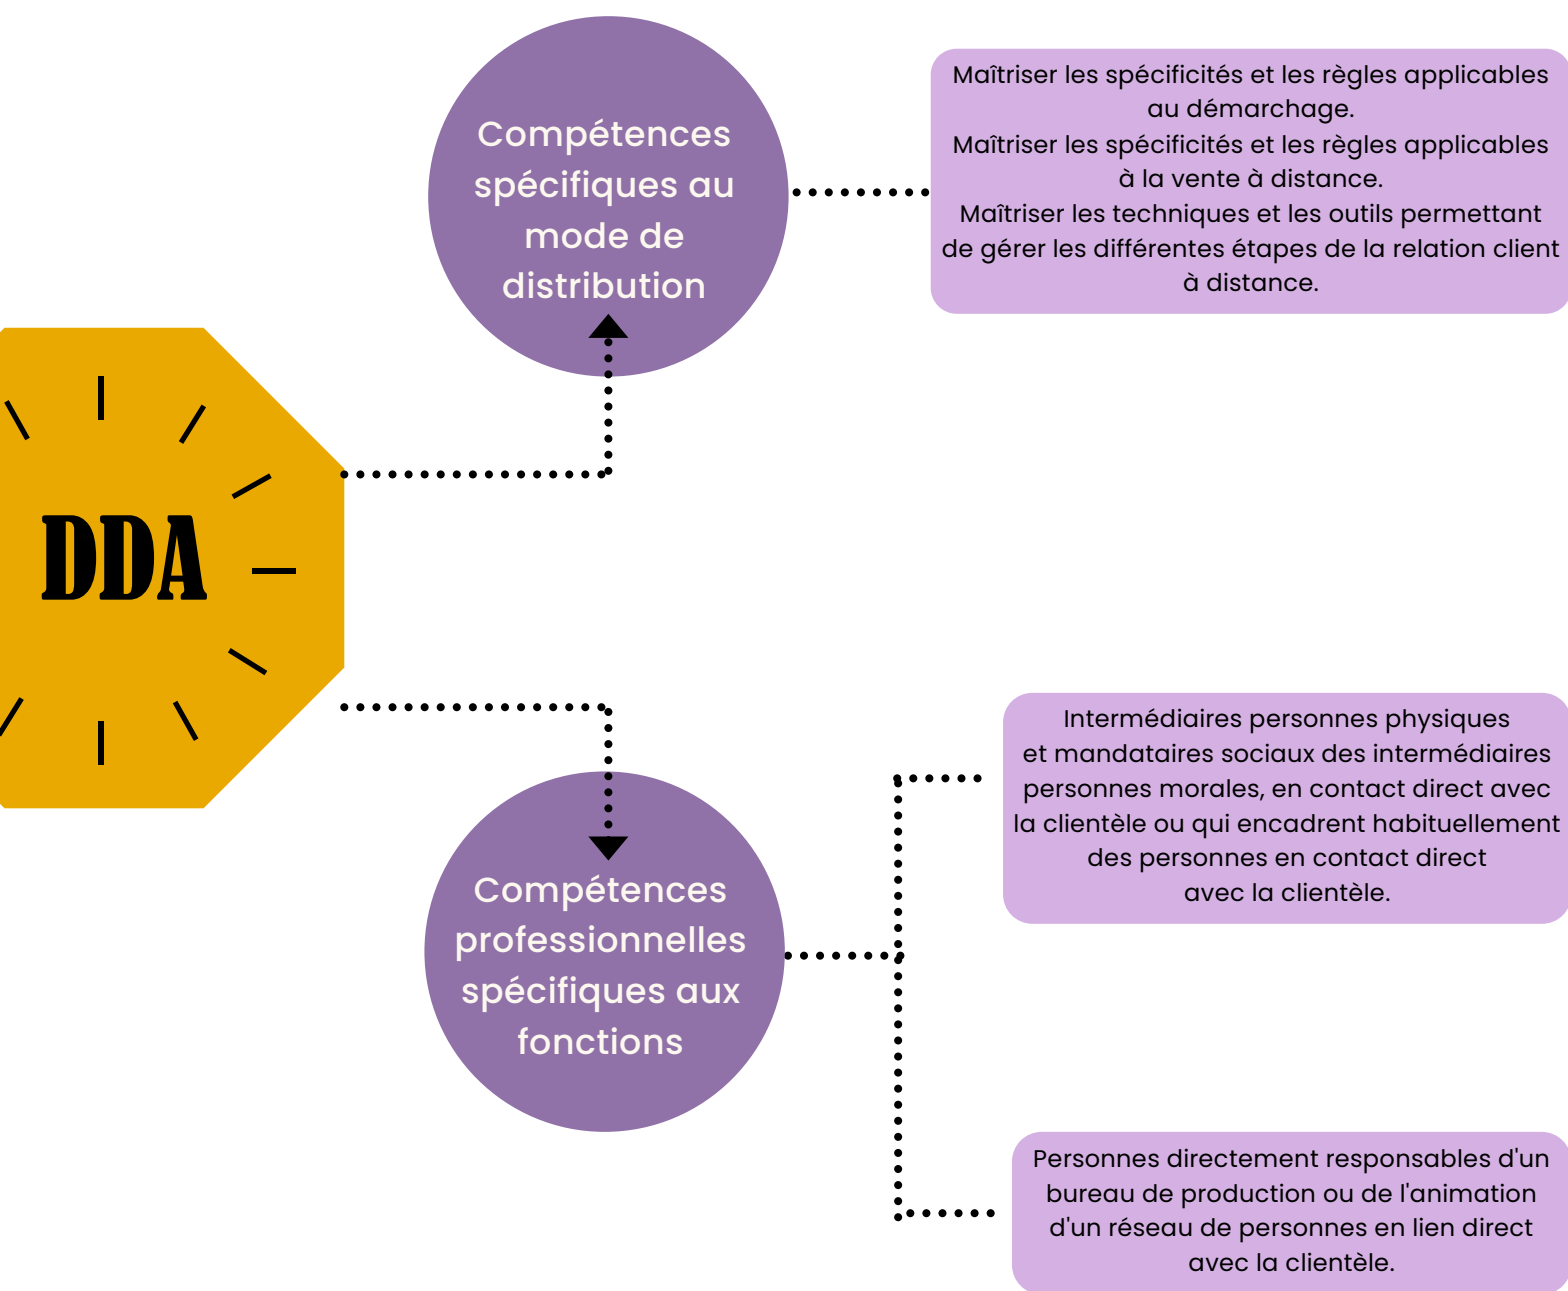 Compétences
spécifiques au
mode de
distribution
Maîtriser les spécificités et les règles applicables
au démarchage.
Maîtriser les spécificités et les règles applicables
à la vente à distance.
Maîtriser les techniques et les outils permettant
de gérer les différentes étapes de la relation client
à distance.
DDA
Compétences
professionnelles
spécifiques aux
fonctions
Intermédiaires personnes physiques
et mandataires sociaux des intermédiaires
personnes morales, en contact direct avec
la clientèle ou qui encadrent habituellement
des personnes en contact direct
avec la clientèle.
Personnes directement responsables d'un
bureau de production ou de l'animation
d'un réseau de personnes en lien direct
avec la clientèle.